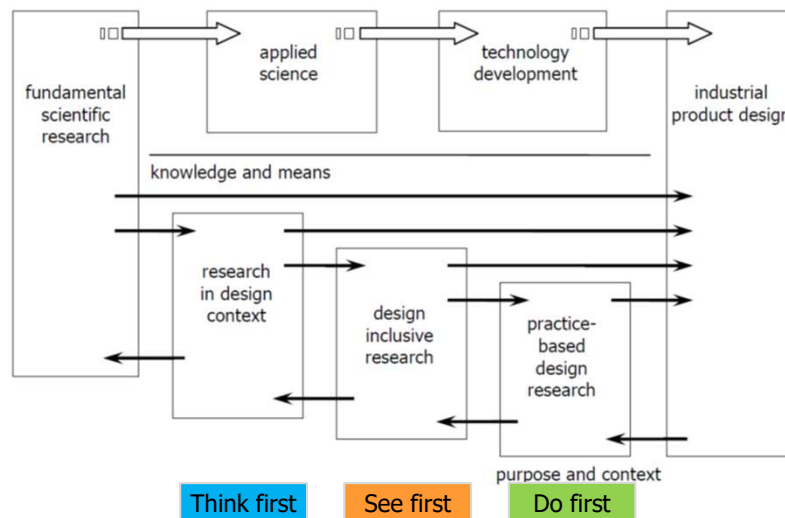 fundamental
scientific
research
applied
science
technology
development
industrial
product design
knowledge and means
research
in design
context
design
inclusive
research
practice-
based
design
research
purpose and context
Think first
See first
Do first